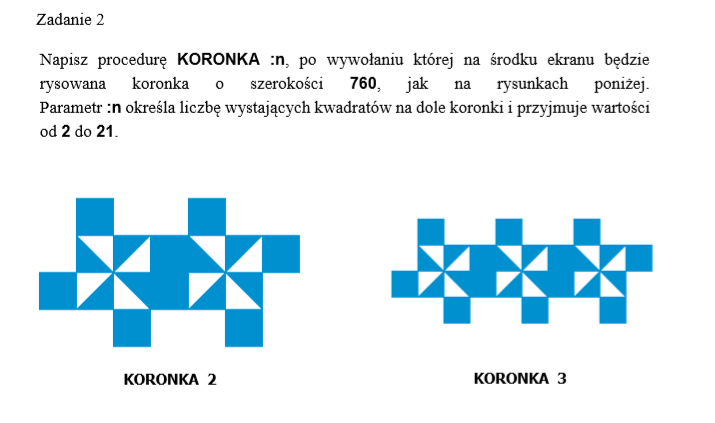 Zadanie 2
Napisz procedurę KORONKA :n, po wywołaniu której na środku ekranu będzie
rysowana koronka o szerokości 760, jak na rysunkach poniżej.
Parametr :n określa liczbę wystających kwadratów na dole koronki i przyjmuje wartości
od 2 do 21.
KORONKA 2
KORONKA 3